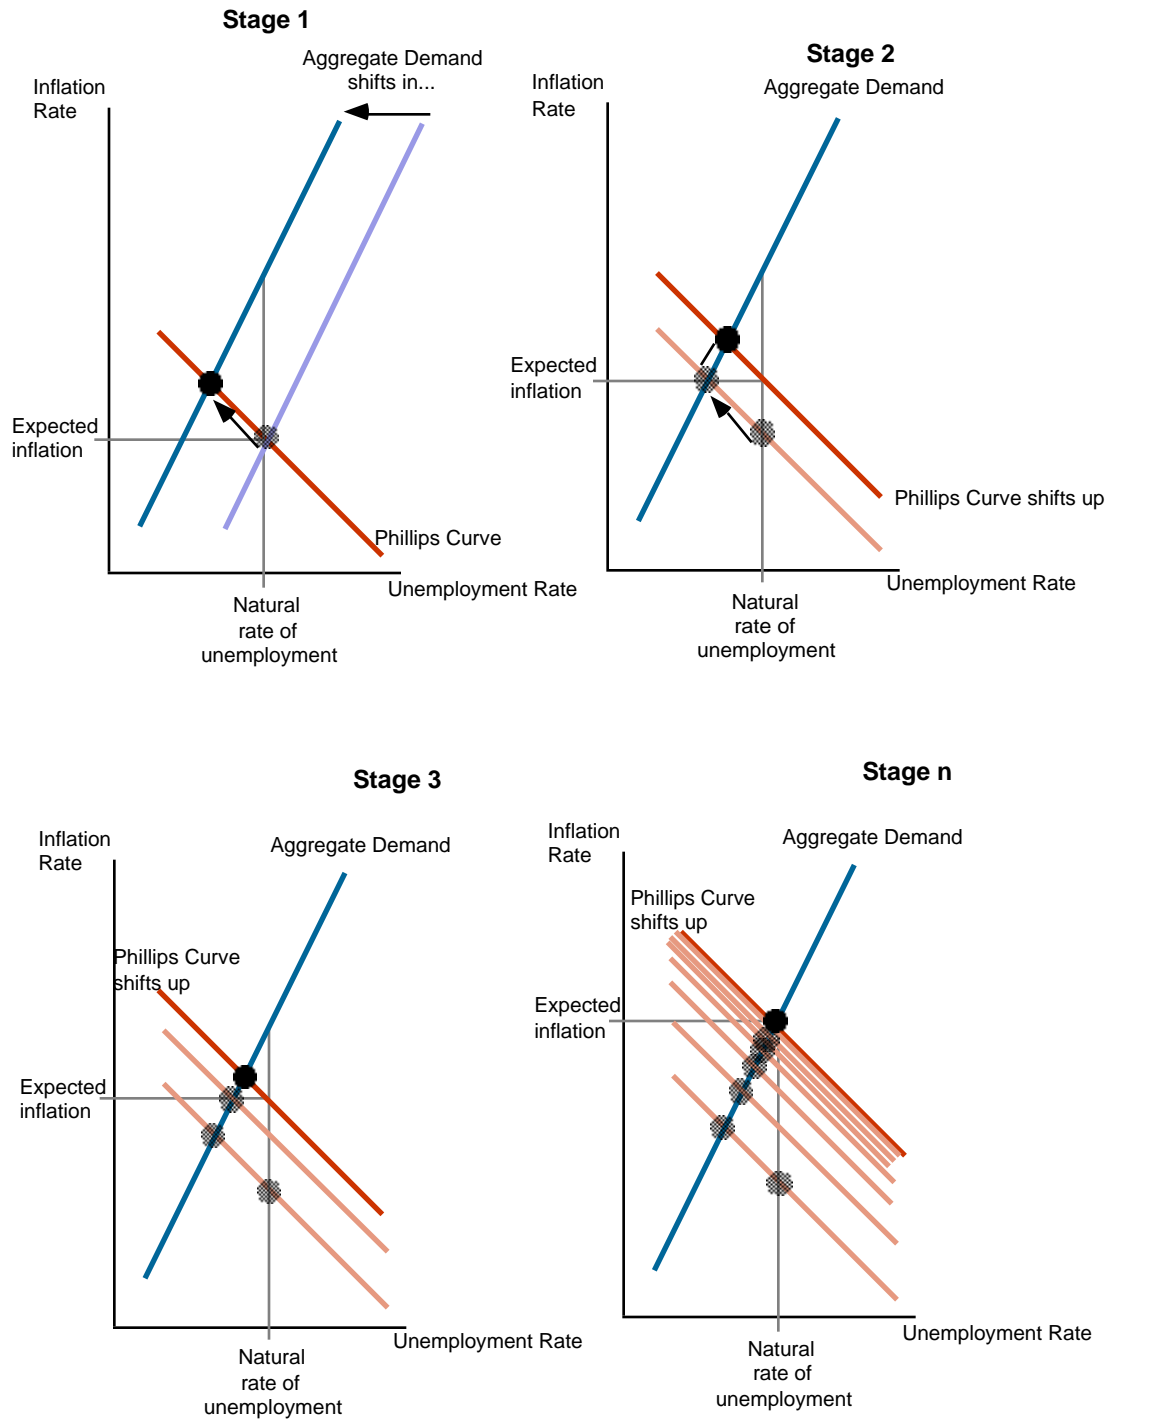 Stage 1
Aggregate Demand
shifts in...
Inflation
Rate
Expected
inflation
Phillips Curve
Unemployment Rate
Natural
rate of
unemployment
Stage 2
Aggregate Demand
Inflation
Rate
Expected
inflation
Phillips Curve shifts up
Unemployment Rate
Natural
rate of
unemployment
Stage 3
Inflation
Rate
Aggregate Demand
Phillips Curve
shifts up
Expected
inflation
Unemployment Rate
Natural
rate of
unemployment
Stage n
Inflation
Rate
Aggregate Demand
Phillips Curve
shifts up
Expected
inflation
Unemployment Rate
Natural
rate of
unemployment